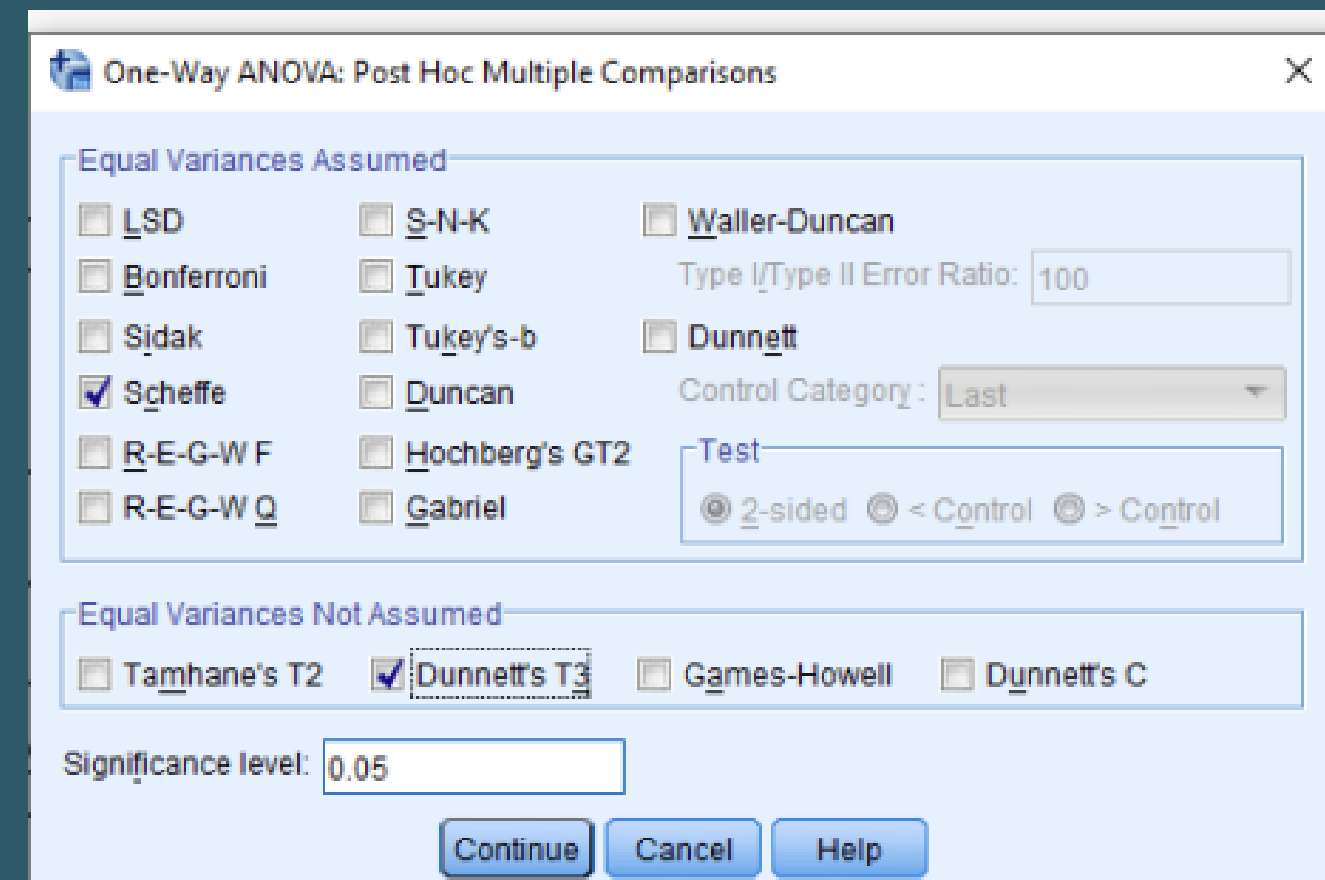 One-Way ANOVA: Post Hoc Multiple Comparisons
Equal Variances Assumed
LSD S-N-K Waller-Duncan
Bonferroni Tukey Type I/Type II Error Ratio: 100
Sidak Tukey's-b Dunnett
Scheffe Duncan Control Category : Last
R-E-G-W F Hochberg's GT2 Test
R-E-G-W Q Gabriel 2-sided < Control > Control
Equal Variances Not Assumed
Tamhane's T2 Dunnett's T3 Games-Howell Dunnett's C
Significance level: 0.05
Continue Cancel Help